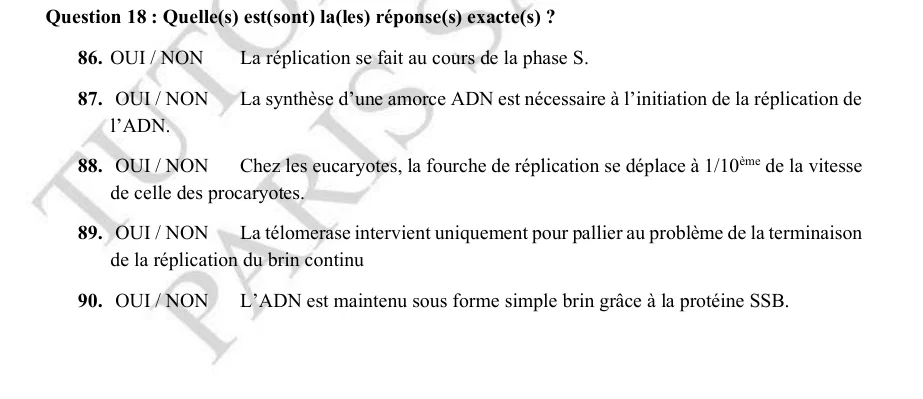 Question 18 : Quelle(s) est(sont) la(les) réponse(s) exacte(s) ?
86. OUI / NON La réplication se fait au cours de la phase S.
87. OUI / NON La synthèse d’une amorce ADN est nécessaire à l’initiation de la réplication de
l’ADN.
88. OUI / NON Chez les eucaryotes, la fourche de réplication se déplace à 1/10ème de la vitesse
de celle des procaryotes.
89. OUI / NON La télomerase intervient uniquement pour pallier au problème de la terminaison
de la réplication du brin continu
90. OUI / NON L’ADN est maintenu sous forme simple brin grâce à la protéine SSB.